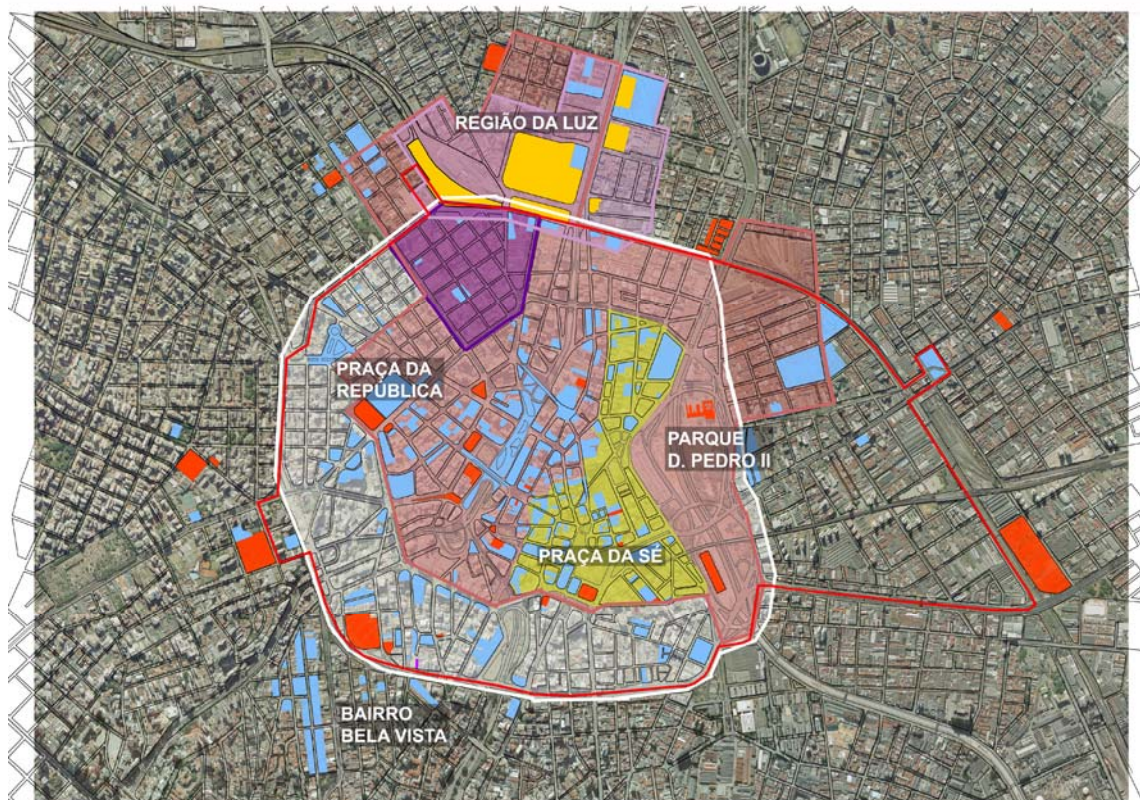 REGIÃO DA LUZ
PRAÇA DA
REPÚBLICA
PARQUE
D. PEDRO II
PRAÇA DA SÉ
BAIRRO
BELA VISTA